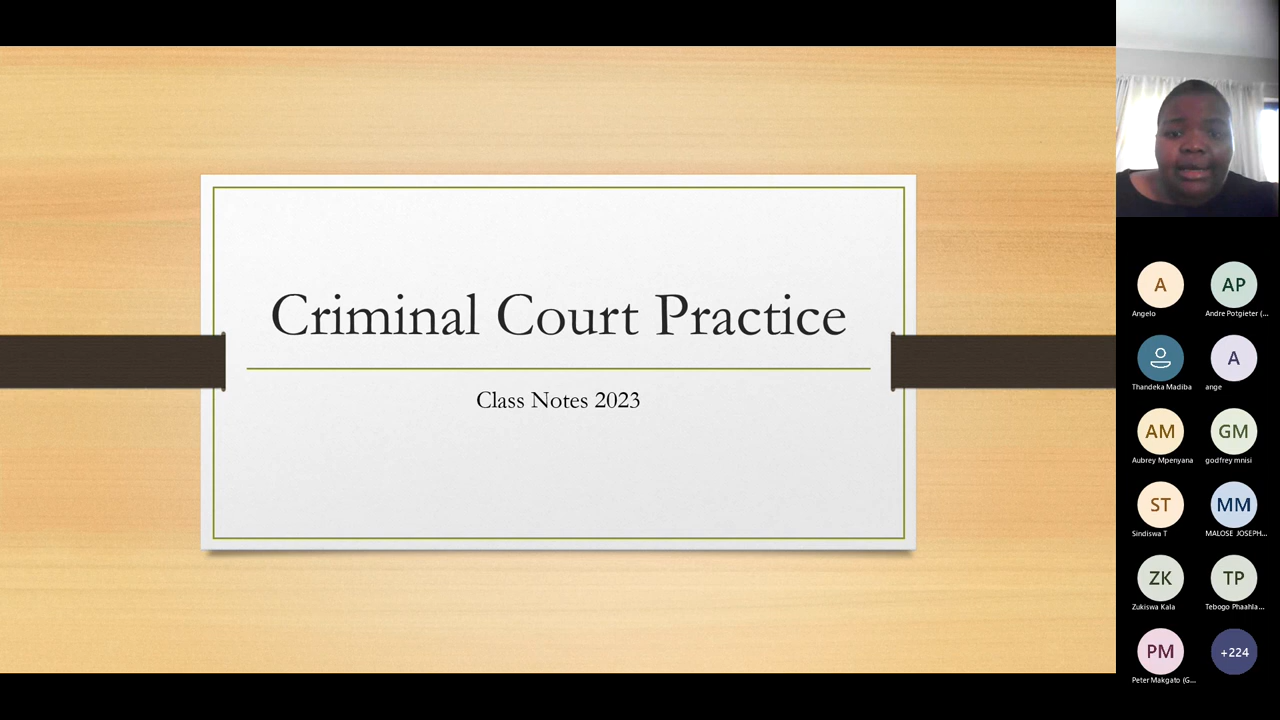 Criminal Court Practice
Class Notes 2023
A
AP
Angelo
Andre Potgieter (...
Thandeka Madiba
A
ange
AM
GM
Aubrey Mpenyana
godfrey mnisi
ST
MM
Sindiswa T
MALOSE JOSEPH...
ZK
TP
Zukiswa Kala
Tebogo Phaahla...
PM
+224
Peter Makgato (G...